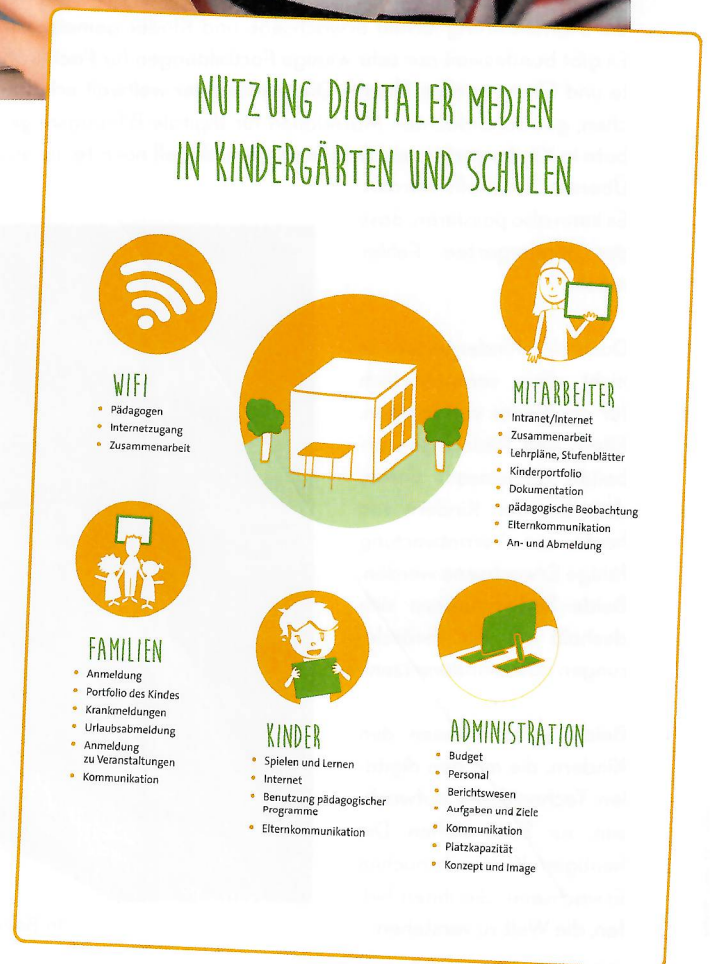 NUTZUNG DIGITALER MEDIEN
IN KINDERGÄRTEN UND SCHULEN
WIFI
• Pädagogen
• Internetzugang
• Zusammenarbeit
MITARBEITER
• Intranet/Internet
• Zusammenarbeit
• Lehrpläne, Stufenblätter
• Kinderportfolio
• Dokumentation
• pädagogische Beobachtung
• Elternkommunikation
• An- und Abmeldung
FAMILIEN
• Anmeldung
• Portfolio des Kindes
• Krankmeldungen
• Urlaubsabmeldung
• Anmeldung
zu Veranstaltungen
• Kommunikation
KINDER
• Spielen und Lernen
• Internet
• Benutzung pädagogischer
Programme
• Elternkommunikation
ADMINISTRATION
• Budget
• Personal
• Berichtswesen
• Aufgaben und Ziele
• Kommunikation
• Platzkapazität
• Konzept und Image